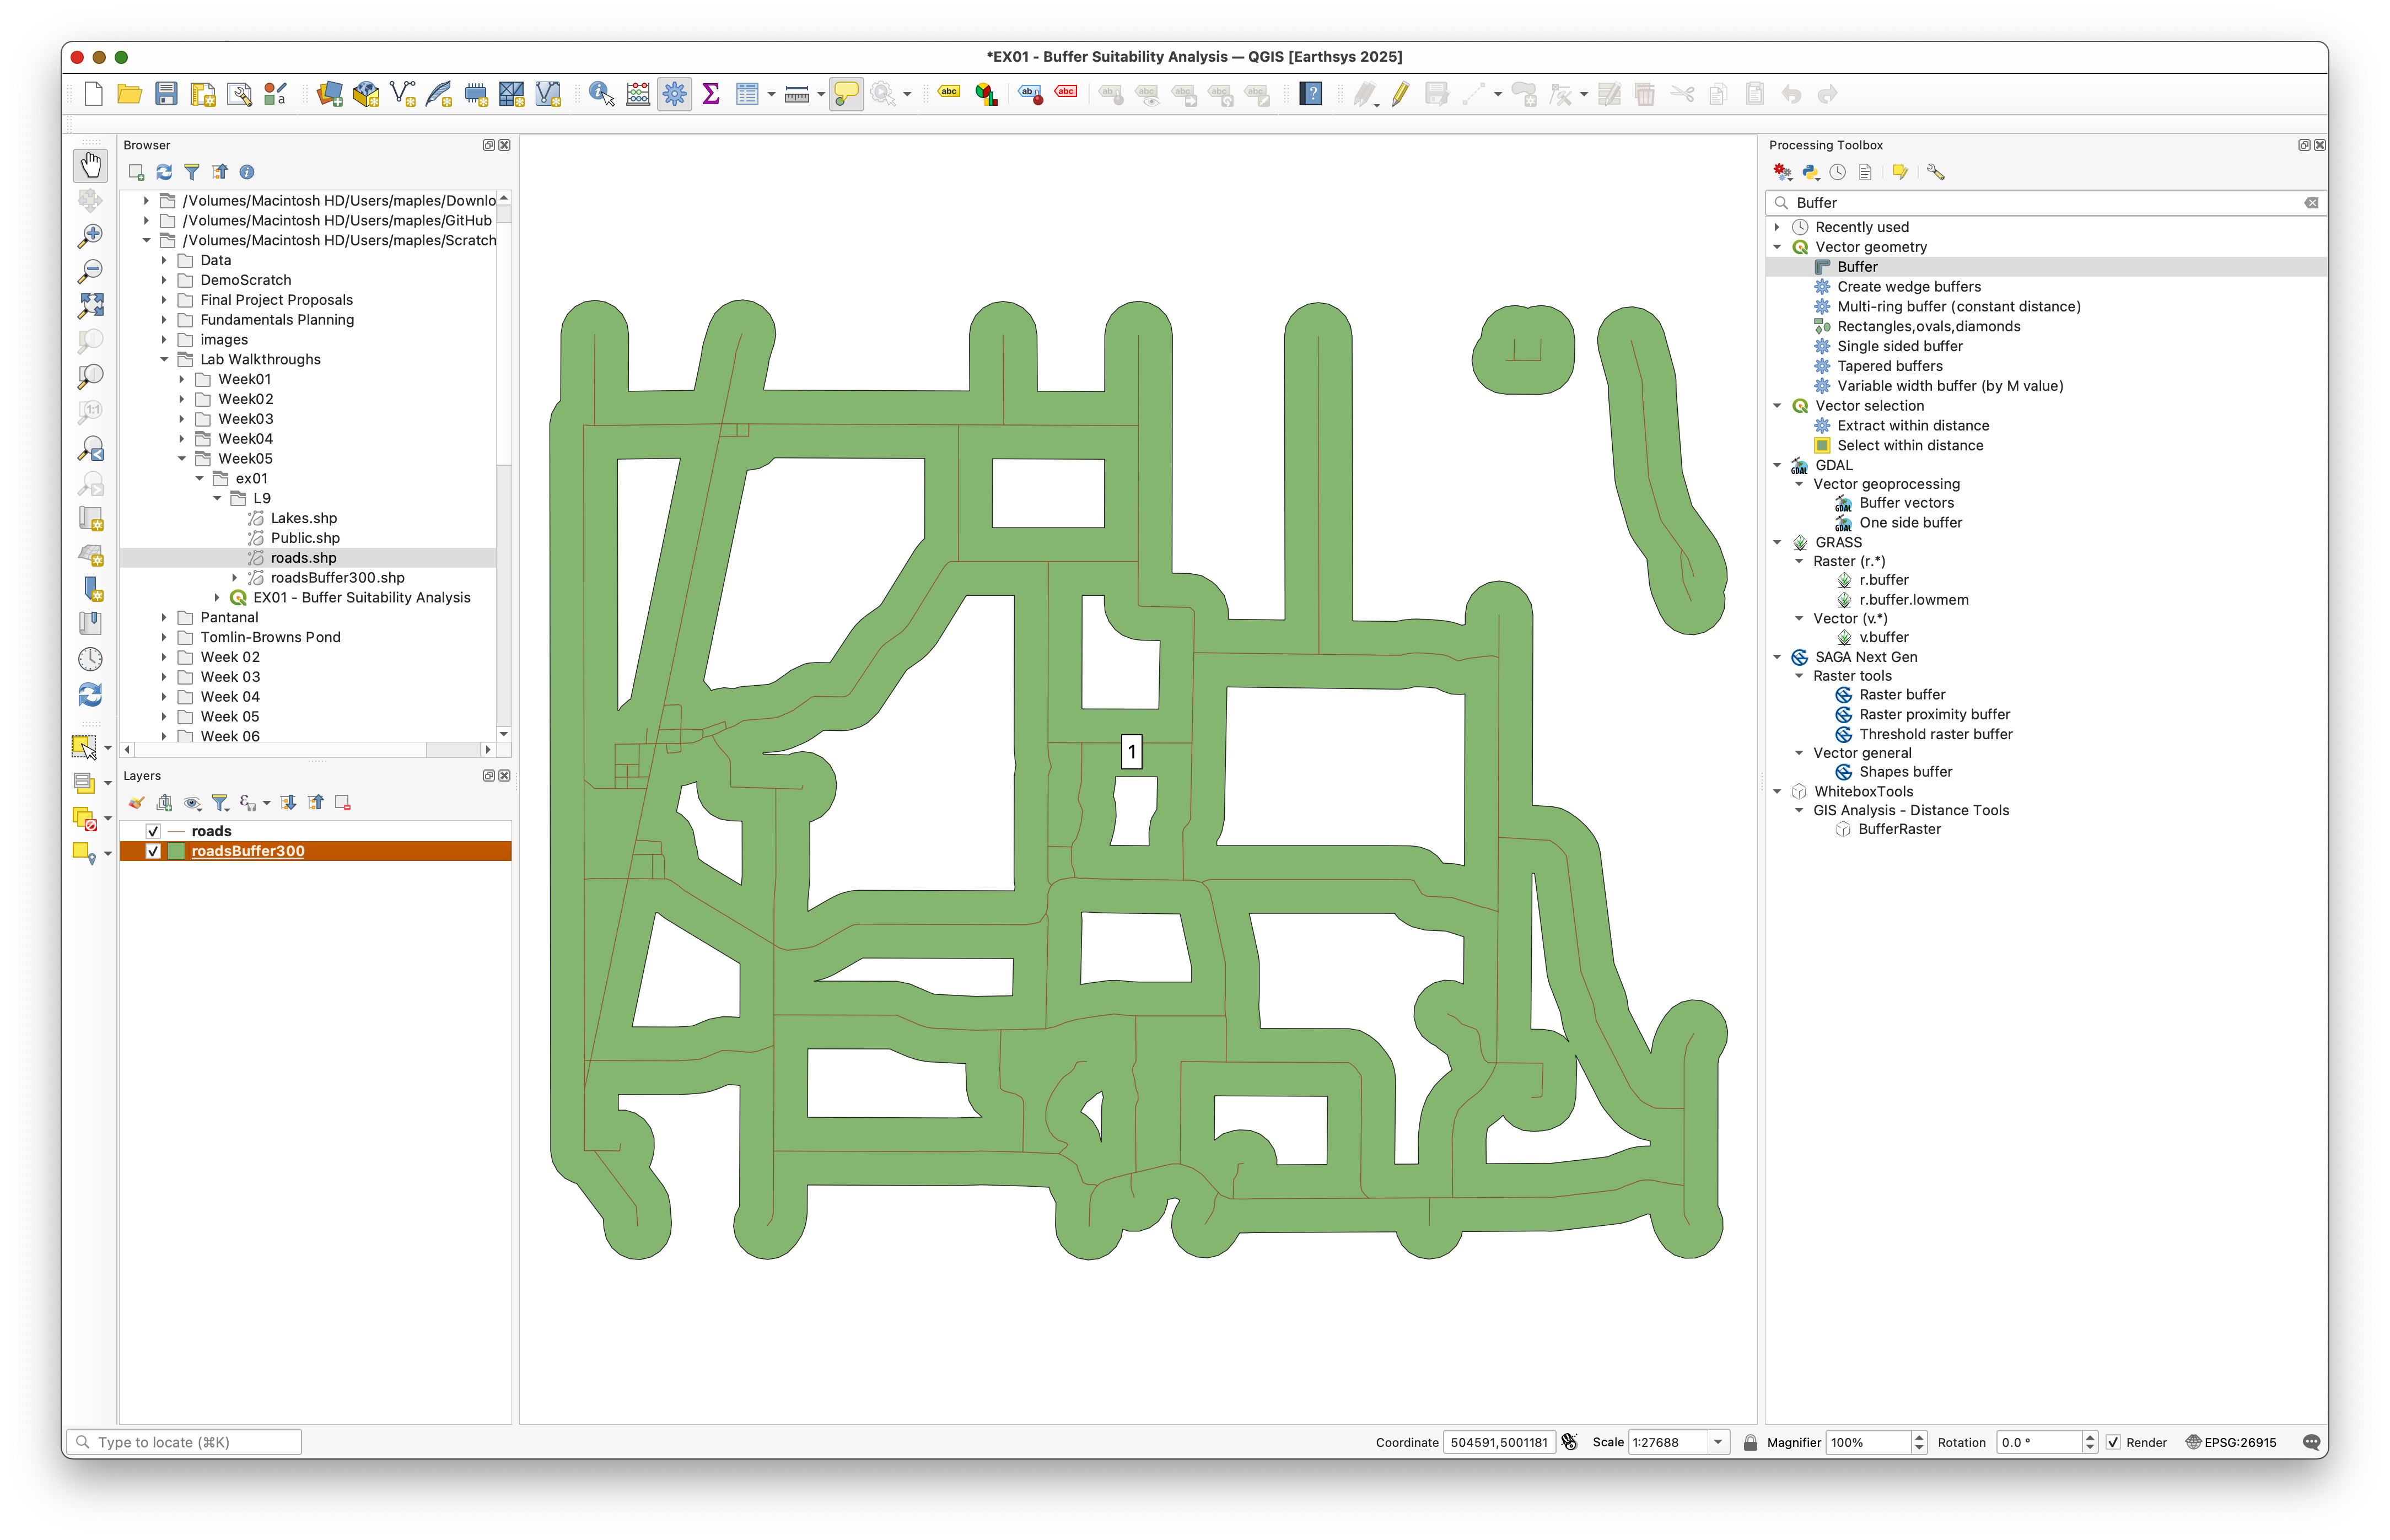 *EX01 - Buffer Suitability Analysis — QGIS [Earthsys 2025]
Browser
/Volumes/Macintosh HD/Users/maples/Downlo
/Volumes/Macintosh HD/Users/maples/GitHub
/Volumes/Macintosh HD/Users/maples/Scratch
Data
DemoScratch
Final Project Proposals
Fundamentals Planning
images
Lab Walkthroughs
Week01
Week02
Week03
Week04
Week05
ex01
L9
Lakes.shp
Public.shp
roads.shp
roadsBuffer300.shp
EX01 - Buffer Suitability Analysis
Pantanal
Tomlin-Browns Pond
Week 02
Week 03
Week 04
Week 05
Week 06
Layers
roads
roadsBuffer300
1
Processing Toolbox
Buffer
Recently used
Vector geometry
Buffer
Create wedge buffers
Multi-ring buffer (constant distance)
Rectangles,ovals,diamonds
Single sided buffer
Tapered buffers
Variable width buffer (by M value)
Vector selection
Extract within distance
Select within distance
GDAL
Vector geoprocessing
Buffer vectors
One side buffer
GRASS
Raster (r.*)
r.buffer
r.buffer.lowmem
Vector (v.*)
v.buffer
SAGA Next Gen
Raster tools
Raster buffer
Raster proximity buffer
Threshold raster buffer
Vector general
Shapes buffer
WhiteboxTools
GIS Analysis - Distance Tools
BufferRaster
Type to locate (⌘K)
Coordinate 504591,5001181 Scale 1:27688 Magnifier 100% Rotation 0.0 ° Render EPSG:26915